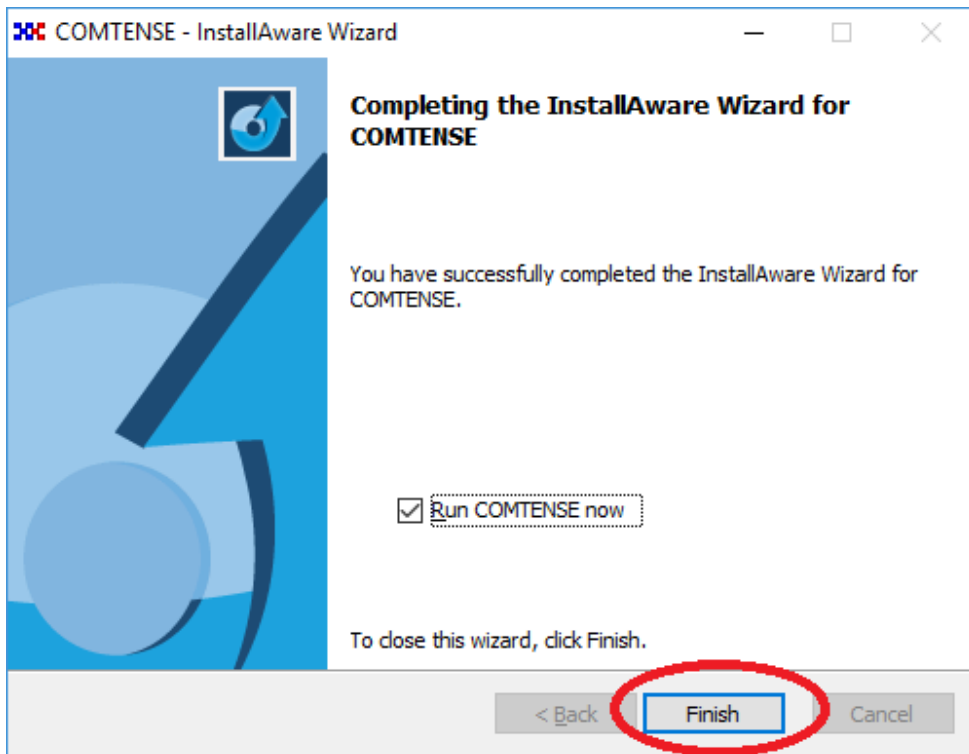 COMTENSE - InstallAware Wizard
Completing the InstallAware Wizard for
COMTENSE
You have successfully completed the InstallAware Wizard for
COMTENSE.
Run COMTENSE now
To close this wizard, click Finish.
< Back
Finish
Cancel